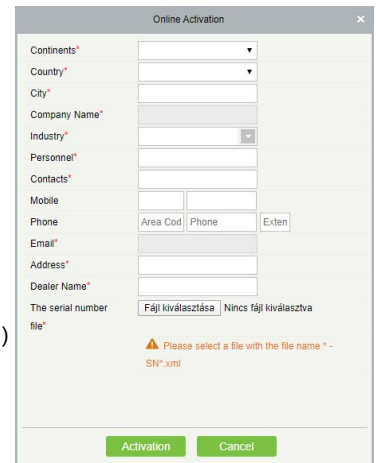 Online Activation ×
Continents*
Country*
City*
Company Name*
Industry*
Personnel*
Contacts*
Mobile
Phone Area Cod Phone Exten
Email*
Address*
Dealer Name*
The serial number Fájl kiválasztása Nincs fájl kiválasztva
file*
)
Please select a file with the file name * -
SN*.xml
Activation Cancel